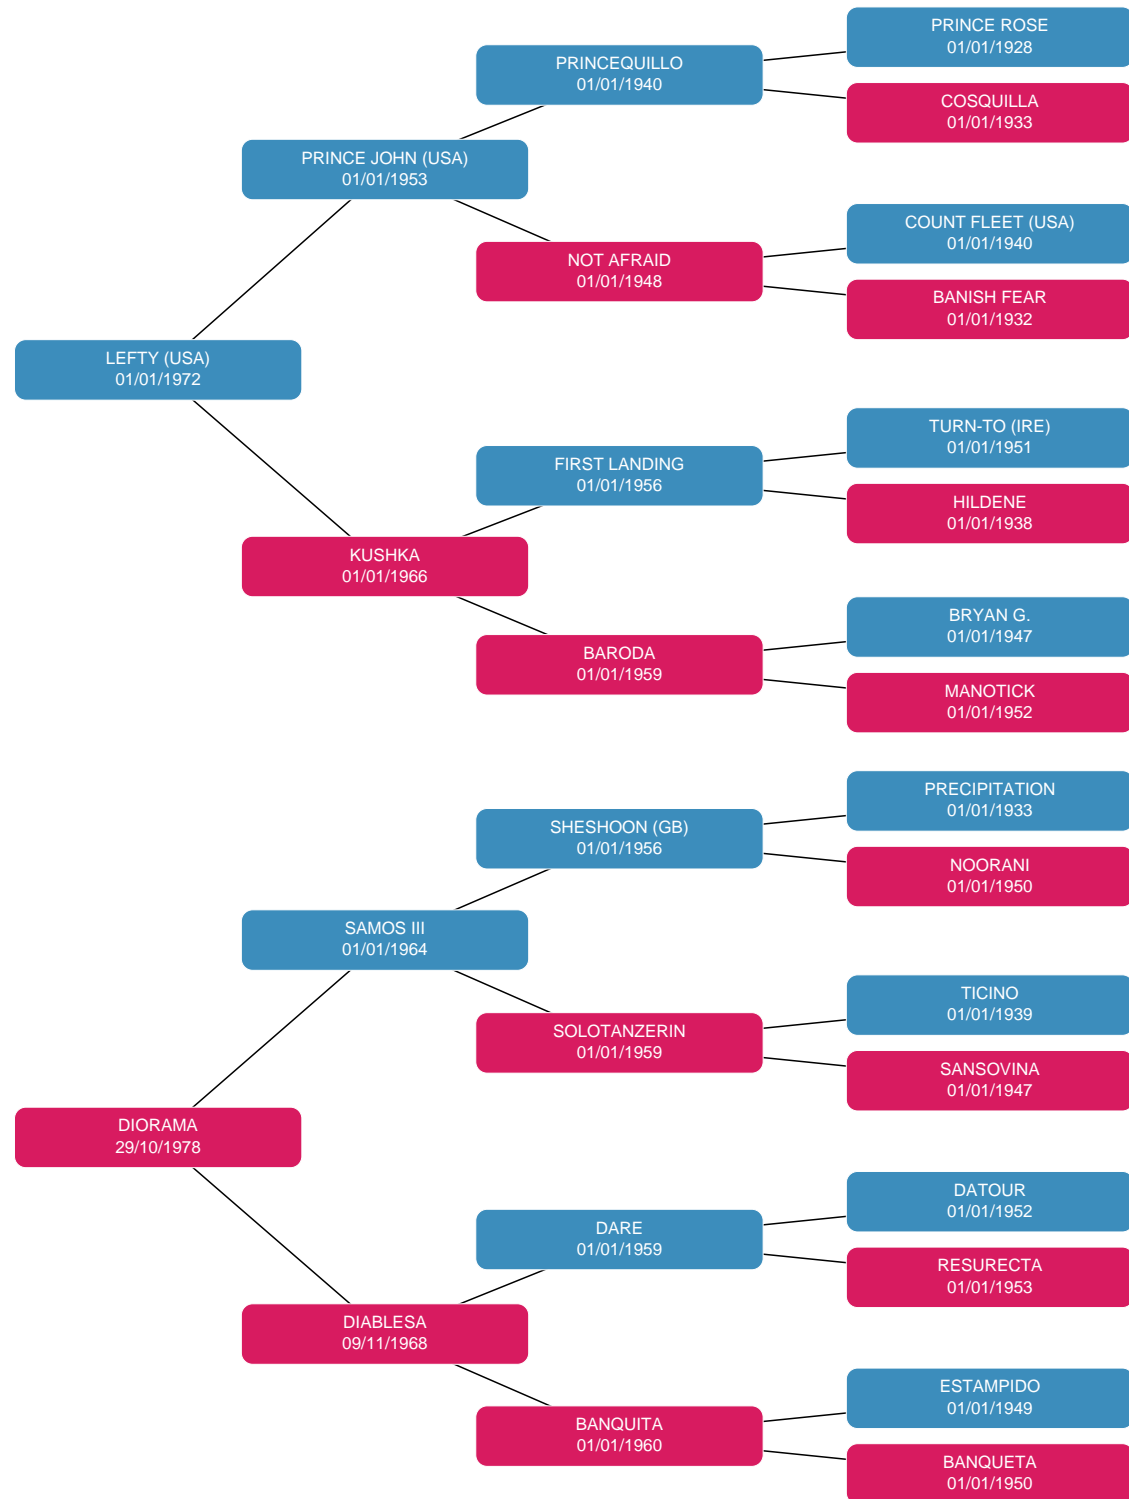 PRINCE ROSE
01/01/1928
PRINCEQUILLO
01/01/1940
COSQUILLA
01/01/1933
PRINCE JOHN (USA)
01/01/1953
COUNT FLEET (USA)
01/01/1940
NOT AFRAID
01/01/1948
BANISH FEAR
01/01/1932
LEFTY (USA)
01/01/1972
TURN-TO (IRE)
01/01/1951
FIRST LANDING
01/01/1956
HILDENE
01/01/1938
KUSHKA
01/01/1966
BRYAN G.
01/01/1947
BARODA
01/01/1959
MANOTICK
01/01/1952
PRECIPITATION
01/01/1933
SHESHOON (GB)
01/01/1956
NOORANI
01/01/1950
SAMOS III
01/01/1964
TICINO
01/01/1939
SOLOTANZERIN
01/01/1959
SANSOVINA
01/01/1947
DIORAMA
29/10/1978
DATOUR
01/01/1952
DARE
01/01/1959
RESURECTA
01/01/1953
DIABLESA
09/11/1968
ESTAMPIDO
01/01/1949
BANQUITA
01/01/1960
BANQUETA
01/01/1950